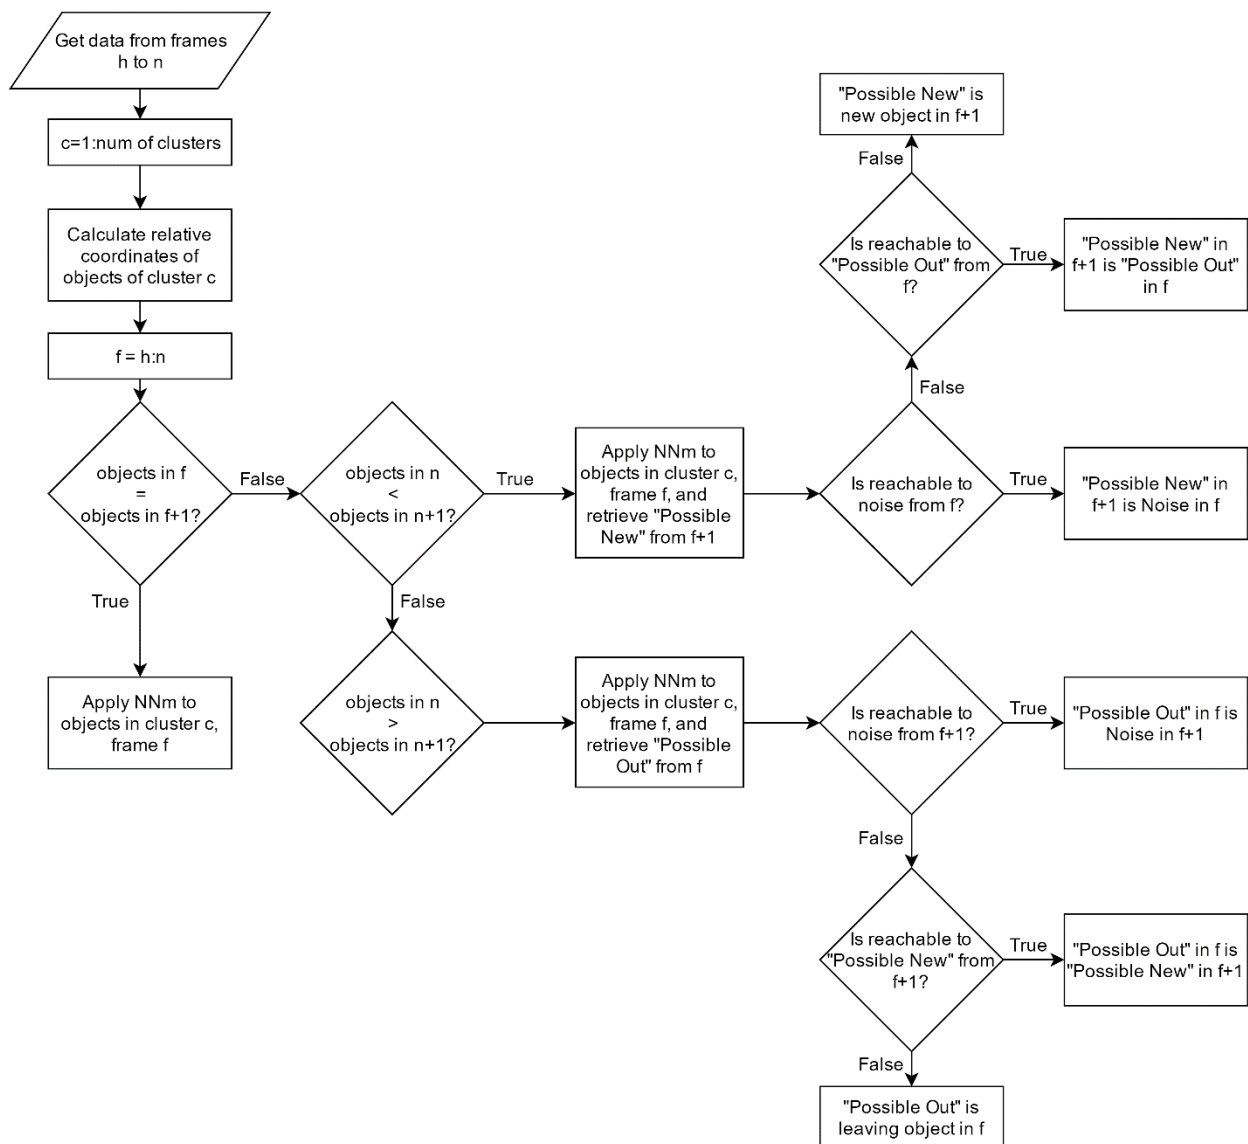 Get data from frames
h to n
c=1:num of clusters
Calculate relative
coordinates of
objects of cluster c
f = h:n
objects in f
=
objects in f+1?
False
True
Apply NNm to
objects in cluster c,
frame f
objects in n
<
objects in n+1?
True
False
Apply NNm to
objects in cluster c,
frame f, and
retrieve "Possible
New" from f+1
Is reachable to
noise from f?
True
"Possible New" in
f+1 is Noise in f
False
Is reachable to
"Possible Out" from
f?
True
"Possible New" in
f+1 is "Possible Out"
in f
False
"Possible New" is
new object in f+1
objects in n
>
objects in n+1?
Apply NNm to
objects in cluster c,
frame f, and
retrieve "Possible
Out" from f
Is reachable to
noise from f+1?
True
"Possible Out" in f is
Noise in f+1
False
Is reachable to
"Possible New" from
f+1?
True
"Possible Out" in f is
"Possible New" in f+1
False
"Possible Out" is
leaving object in f